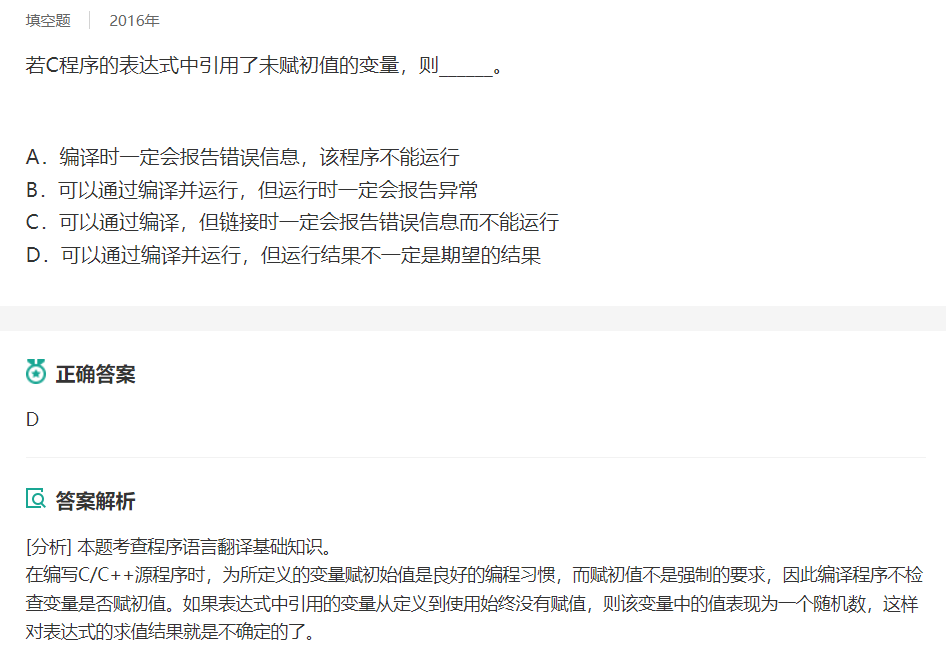 填空题 2016年
若C程序的表达式中引用了未赋初值的变量，则______。
A．编译时一定会报告错误信息，该程序不能运行
B．可以通过编译并运行，但运行时一定会报告异常
C．可以通过编译，但链接时一定会报告错误信息而不能运行
D．可以通过编译并运行，但运行结果不一定是期望的结果
正确答案
D
答案解析
[分析] 本题考查程序语言翻译基础知识。
在编写C/C++源程序时，为所定义的变量赋初始值是良好的编程习惯，而赋初值不是强制的要求，因此编译程序不检
查变量是否赋初值。如果表达式中引用的变量从定义到使用始终没有赋值，则该变量中的值表现为一个随机数，这样
对表达式的求值结果就是不确定的了。